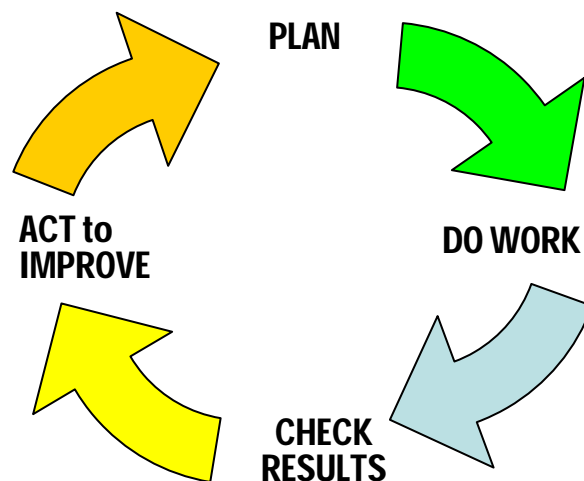 PLAN
DO WORK
CHECK
RESULTS
ACT to
IMPROVE